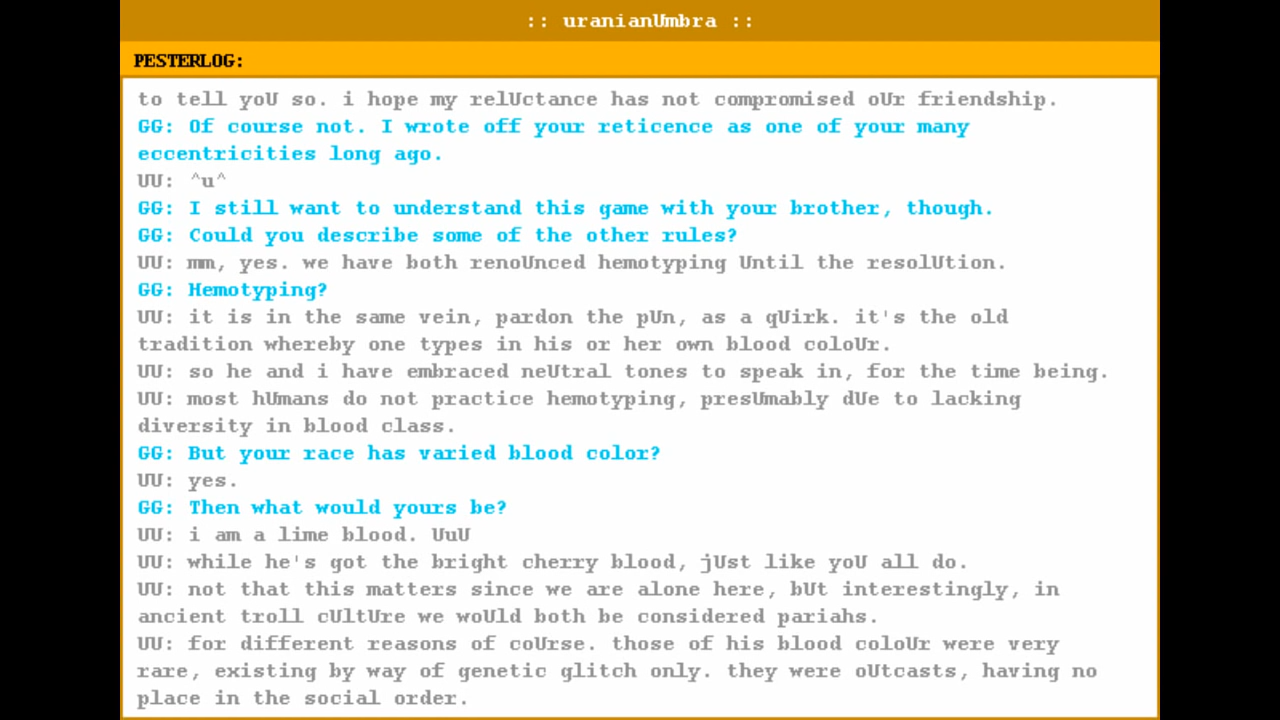 :: uranianUmbra ::
PESTERLOG:
to tell yoU so. i hope my relUctance has not compromised oUr friendship.
GG: Of course not. I wrote off your reticence as one of your many
eccentricities long ago.
UU: ^u^
GG: I still want to understand this game with your brother, though.
GG: Could you describe some of the other rules?
UU: mm, yes. we have both renoUnced hemotyping Until the resolUtion.
GG: Hemotyping?
UU: it is in the same vein, pardon the pUn, as a qUirk. it's the old
tradition whereby one types in his or her own blood coloUr.
UU: so he and i have embraced neUtral tones to speak in, for the time being.
UU: most hUmans do not practice hemotyping, presUmably dUe to lacking
diversity in blood class.
GG: But your race has varied blood color?
UU: yes.
GG: Then what would yours be?
UU: i am a lime blood. UuU
UU: while he's got the bright cherry blood, jUst like yoU all do.
UU: not that this matters since we are alone here, bUt interestingly, in
ancient troll cUltUre we woUld both be considered pariahs.
UU: for different reasons of coUrse. those of his blood coloUr were very
rare, existing by way of genetic glitch only. they were oUtcasts, having no
place in the social order.